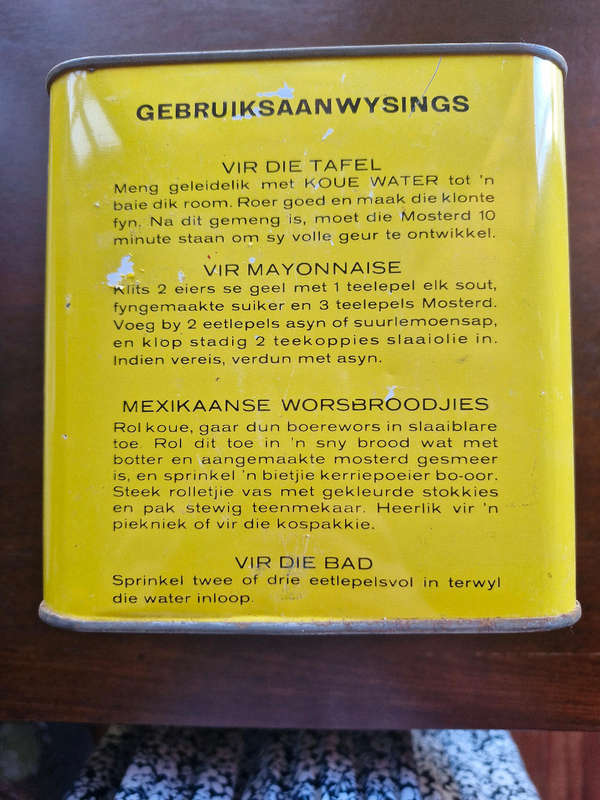 GEBRUIKSAANWYSINGS
VIR DIE TAFEL
Meng geleidelik met KOUE WATER tot 'n
baie dik room. Roer goed en maak die klonte
fyn. Na dit gemeng is, moet die Mosterd 10
minute staan om sy volle geur te ontwikkel.
VIR MAYONNAISE
Klits 2 eiers se geel met 1 teelepel elk sout,
fyngemaakte suiker en 3 teelepels Mosterd.
Voeg by 2 eetlepels asyn of suurlemoensap,
en klop stadig 2 teekoppies slaaiolie in.
Indien vereis, verdun met asyn.
MEXIKAANSE WORSBROODJIES
Rol koue, gaar dun boerewors in slaaiblare
toe. Rol dit toe in 'n sny brood wat met
botter en aangemaakte mosterd gesmeer
is, en sprinkel 'n bietjie kerriepoeier bo-oor.
Steek rolletjie vas met gekleurde stokkies
en pak stewig teenmekaar. Heerlik vir 'n
piekniek of vir die kospakkie.
VIR DIE BAD
Sprinkel twee of drie eetlepelsvol in terwyl
die water inloop.